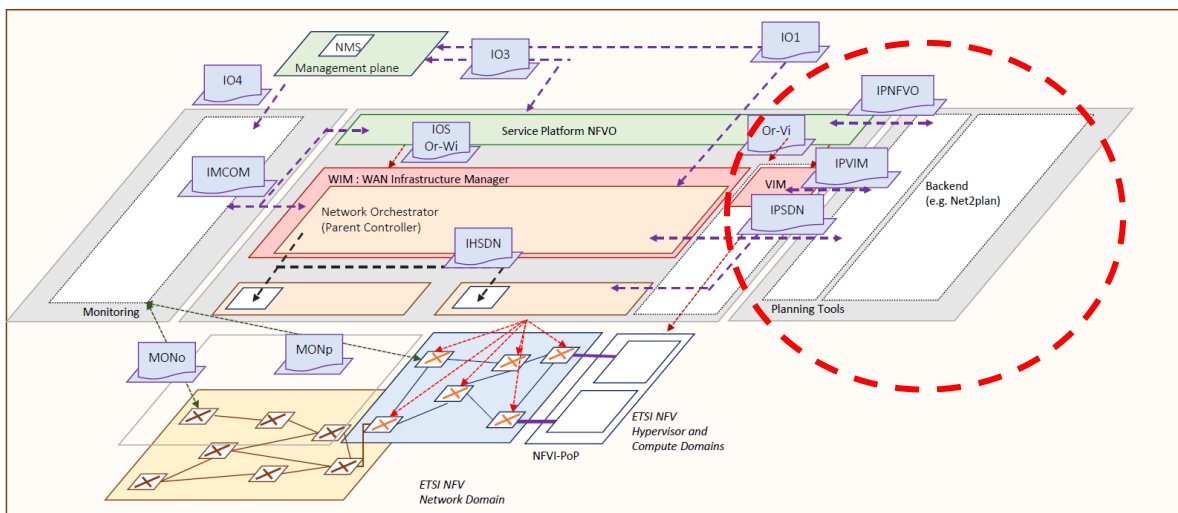 NMS
Management plane
IO3
IO1
IO4
IPNFVO
Service Platform NFVO
IOS
Or-Wi
Or-Vi
IMCOM
WIM : WAN Infrastructure Manager
VIM
IPVIM
Network Orchestrator
(Parent Controller)
Backend
(e.g. Net2plan)
IPSDN
IHSDN
Monitoring
Planning Tools
MONo
MONp
NFVI-PoP
ETSI NFV
Hypervisor and
Compute Domains
ETSI NFV
Network Domain